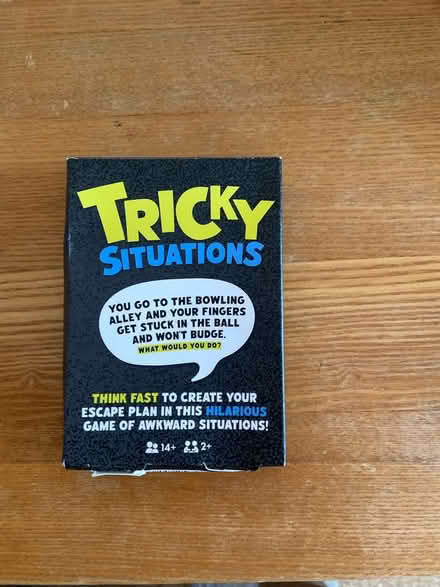 TRICKY
SITUATIONS
YOU GO TO THE BOWLING
ALLEY AND YOUR FINGERS
GET STUCK IN THE BALL
AND WON'T BUDGE.
WHAT WOULD YOU DO?
THINK FAST TO CREATE YOUR
ESCAPE PLAN IN THIS HILARIOUS
GAME OF AWKWARD SITUATIONS!
14+ 2+